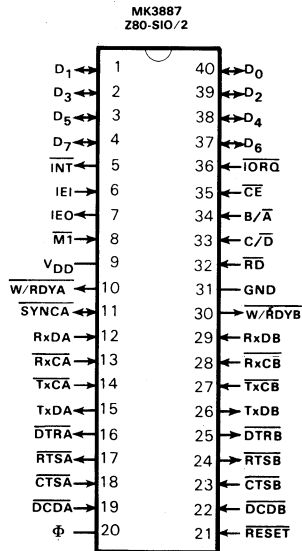 MK3887
Z80-SIO/2
D1 1 40 D0
D3 2 39 D2
D5 3 38 D4
D7 4 37 D6
INT 5 36 IORQ
IEI 6 35 CE
IEO 7 34 B/A
M1 8 33 C/D
VDD 9 32 RD
W/RDYA 10 31 GND
SYNCA 11 30 W/RDYB
RxDA 12 29 RxDB
RxCA 13 28 RxCB
TxCA 14 27 TxCB
TxDA 15 26 TxDB
DTRA 16 25 DTRB
RTSA 17 24 RTSB
CTSA 18 23 CTSB
DCDA 19 22 DCDB
Φ 20 21 RESET